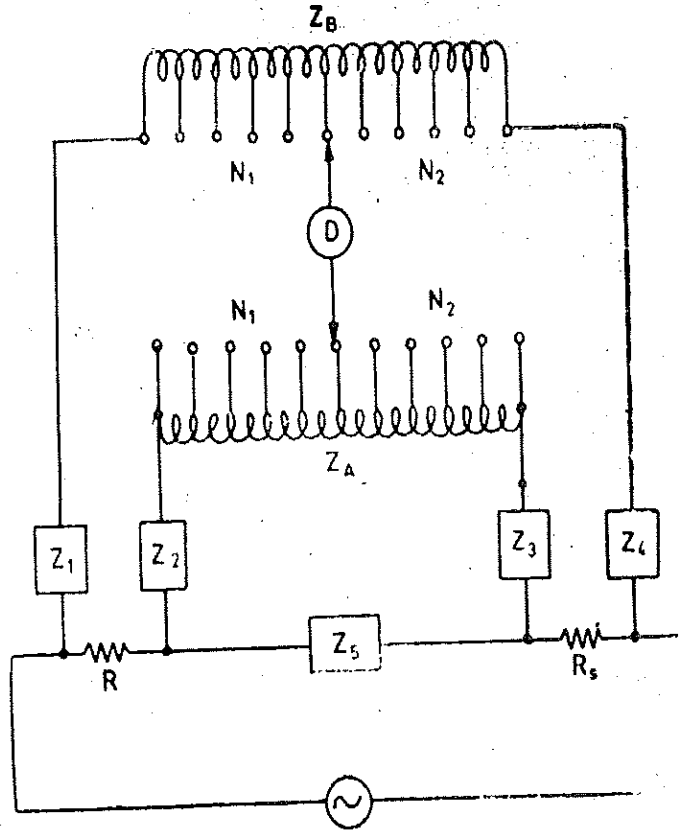 Z_B
N₁ N₂
D
N₁ N₂
Z_A
Z₁ Z₂ Z₃ Z₄
Z₅
R R_s